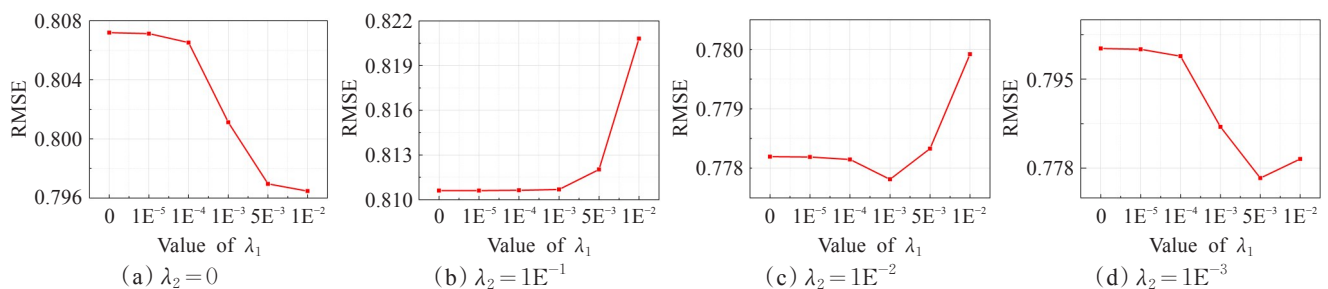 RMSE
0.808
0.804
0.800
0.796
0 1E⁻⁵ 1E⁻⁴ 1E⁻³ 5E⁻³ 1E⁻²
Value of λ₁
(a) λ₂=0
RMSE
0.822
0.819
0.816
0.813
0.810
0 1E⁻⁵ 1E⁻⁴ 1E⁻³ 5E⁻³ 1E⁻²
Value of λ₁
(b) λ₂=1E⁻¹
RMSE
0.780
0.779
0.778
0 1E⁻⁵ 1E⁻⁴ 1E⁻³ 5E⁻³ 1E⁻²
Value of λ₁
(c) λ₂=1E⁻²
RMSE
0.795
0.778
0 1E⁻⁵ 1E⁻⁴ 1E⁻³ 5E⁻³ 1E⁻²
Value of λ₁
(d) λ₂=1E⁻³